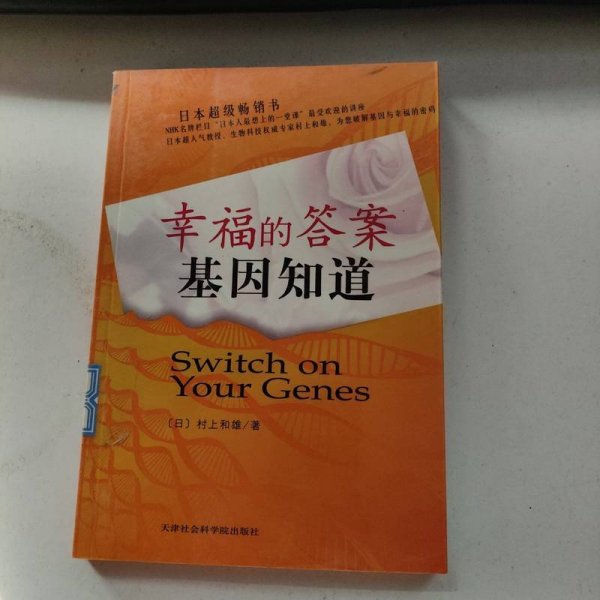 日本超级畅销书
NHK名牌栏目“日本人最想上的一堂课”最受欢迎的讲座
日本超人气教授、生物科技权威专家村上和雄，为您破解基因与幸福的密码
幸福的答案
基因知道
Switch on
Your Genes
〔日〕村上和雄/著
天津社会科学院出版社